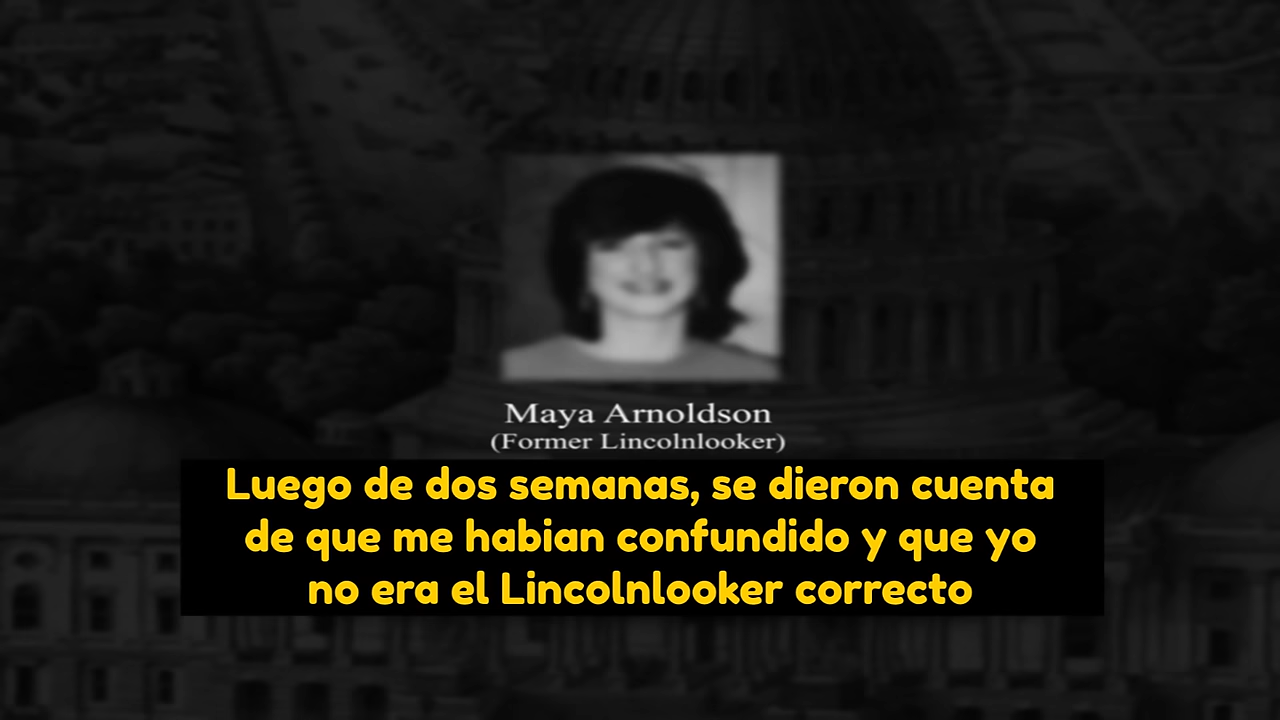 Maya Arnoldson
(Former Lincolnlooker)
Luego de dos semanas, se dieron cuenta
de que me habian confundido y que yo
no era el Lincolnlooker correcto